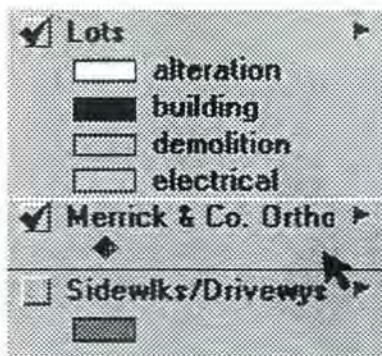 Lots
alteration
building
demolition
electrical
Merrick & Co. Ortho
Sidewlks/Drivewys